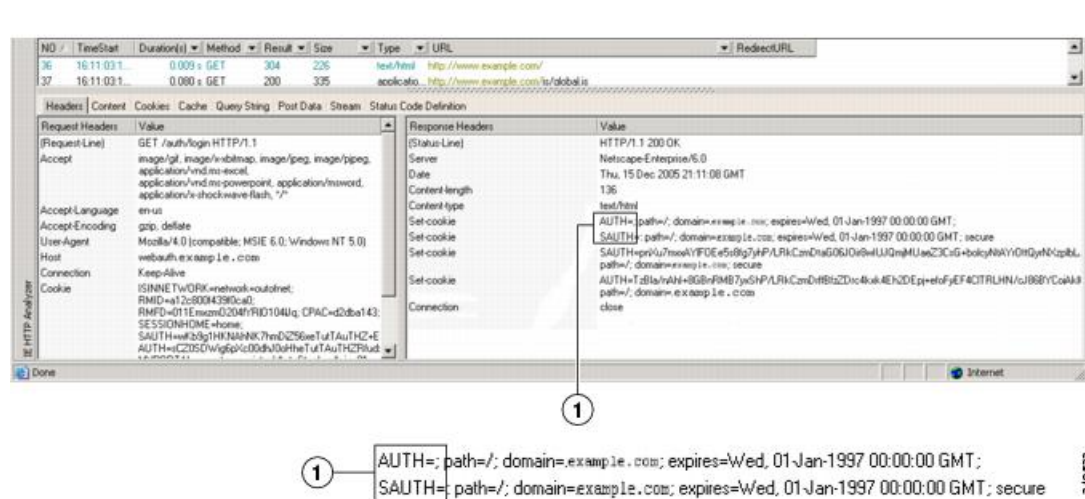 NO / TimeStart Duration(s) Method Result Size Type URL RedirectURL
36 16:11:03:1... 0.009 s GET 304 226 text/html http://www.example.com/
37 16:11:03:1... 0.080 s GET 200 335 applicatio... http://www.example.com/js/global.js
Headers Content Cookies Cache Query String Post Data Stream Status Code Definition
Request Headers Value
(Request-Line) GET /auth/login HTTP/1.1
Accept image/gif, image/x-xbitmap, image/jpeg, image/pjpeg,
application/vnd.ms-excel,
application/vnd.ms-powerpoint, application/msword,
application/x-shockwave-flash, */*
Accept-Language en-us
Accept-Encoding gzip, deflate
User-Agent Mozilla/4.0 (compatible; MSIE 6.0; Windows NT 5.0)
Host webauth.example.com
Connection Keep-Alive
Cookie ISINNETWORK=network=outofnet;
SESSIONHOME=home;
Response Headers Value
(Status-Line) HTTP/1.1 200 OK
Server Netscape-Enterprise/6.0
Date Thu, 15 Dec 2005 21:11:08 GMT
Content-length 136
Content-type text/html
Set-cookie AUTH=; path=/; domain=.example.com; expires=Wed, 01-Jan-1997 00:00:00 GMT;
Set-cookie SAUTH=; path=/; domain=example.com; expires=Wed, 01-Jan-1997 00:00:00 GMT; secure
Set-cookie
path=/; domain=.example.com; secure
Set-cookie
path=/; domain=.example.com
Connection close
IE HTTP Analyzer
Done Internet
1
1 AUTH=; path=/; domain=.example.com; expires=Wed, 01-Jan-1997 00:00:00 GMT;
SAUTH=; path=/; domain=example.com; expires=Wed, 01-Jan-1997 00:00:00 GMT; secure